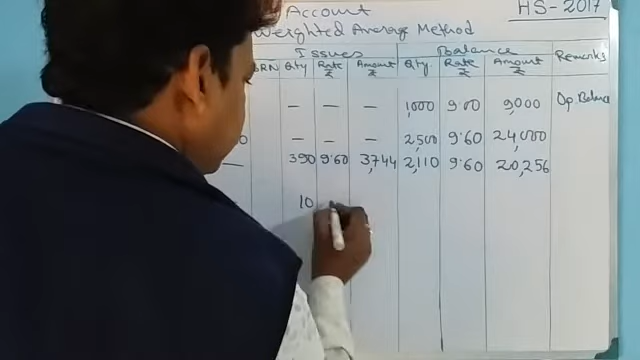 Account HS-2017
Weighted Average Method
Issues Balance Remarks
Qty Rate ₹ Amount ₹ Qty. Rate ₹ Amount ₹
— — — 1,000 9.00 9,000 Op. Balance
0 — — — 2,500 9.60 24,000
— 390 9.60 3,744 2,110 9.60 20,256
10